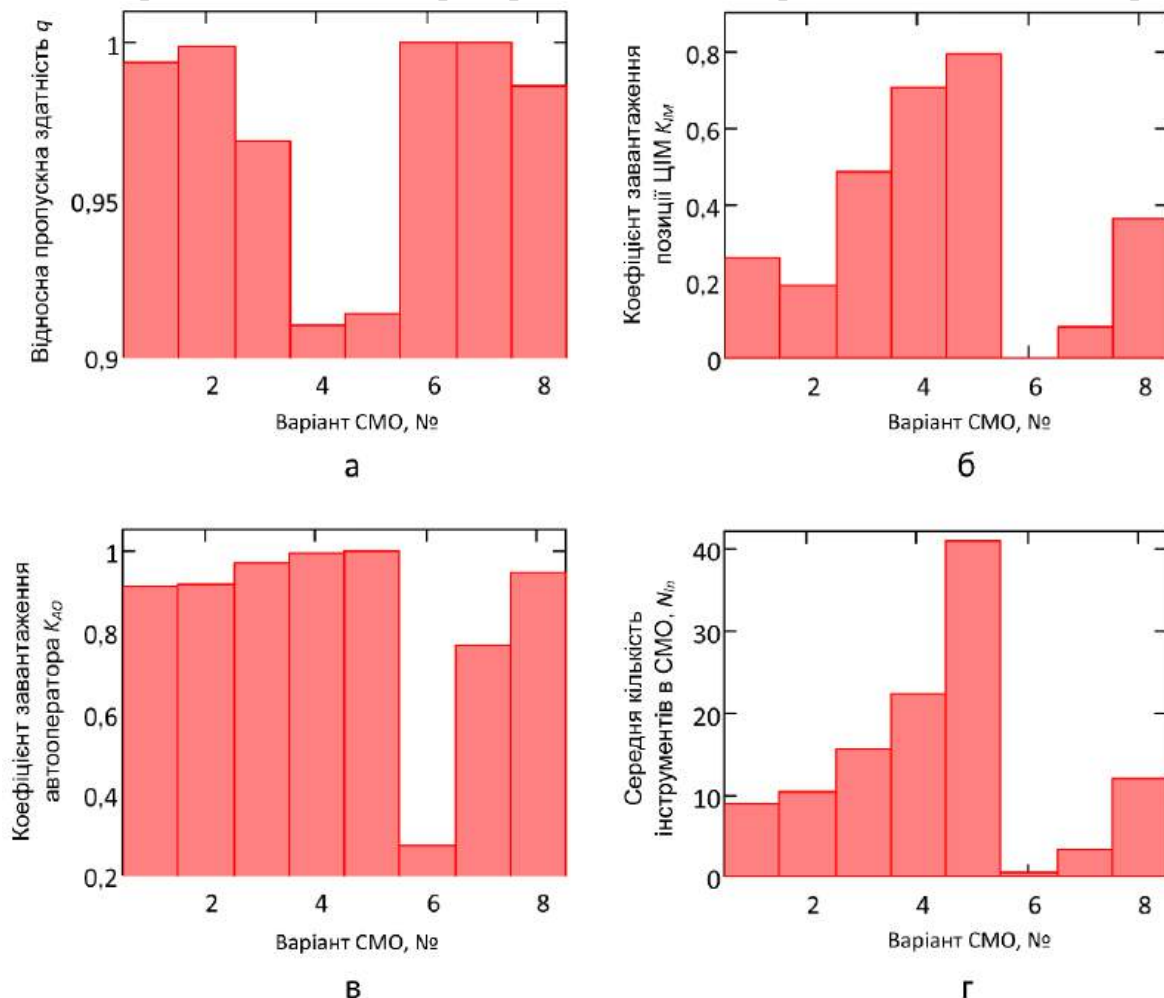 Відносна пропускна здатність q
1
0,95
0,9
2 4 6 8
Варіант СМО, №
а
Коефіцієнт завантаження
позиції ЦІМ KІМ
0,8
0,6
0,4
0,2
0
2 4 6 8
Варіант СМО, №
б
Коефіцієнт завантаження
автооператора KАО
1
0,8
0,6
0,4
0,2
2 4 6 8
Варіант СМО, №
в
Середня кількість
інструментів в СМО, Nin
40
30
20
10
0
2 4 6 8
Варіант СМО, №
г